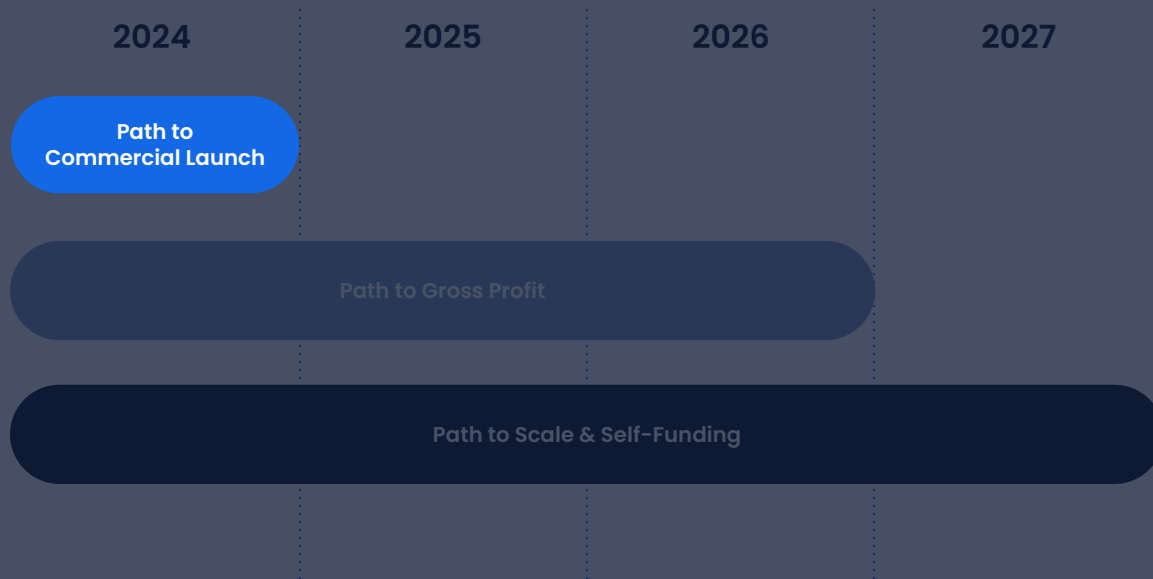 2024 2025 2026 2027
Path to
Commercial Launch
Path to Gross Profit
Path to Scale & Self-Funding